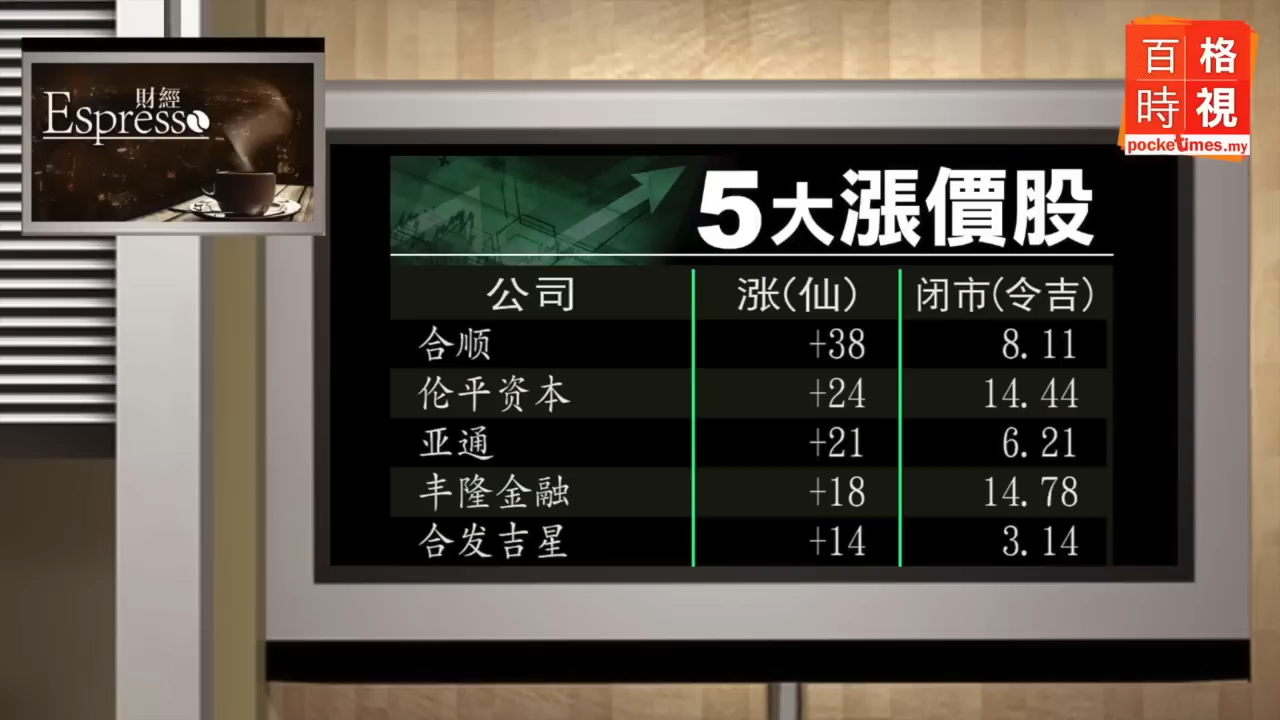 財經
Espresso
百格
時視
pocketimes.my
5大漲價股
公司 涨(仙) 闭市(令吉)
合顺 +38 8.11
伦平资本 +24 14.44
亚通 +21 6.21
丰隆金融 +18 14.78
合发吉星 +14 3.14